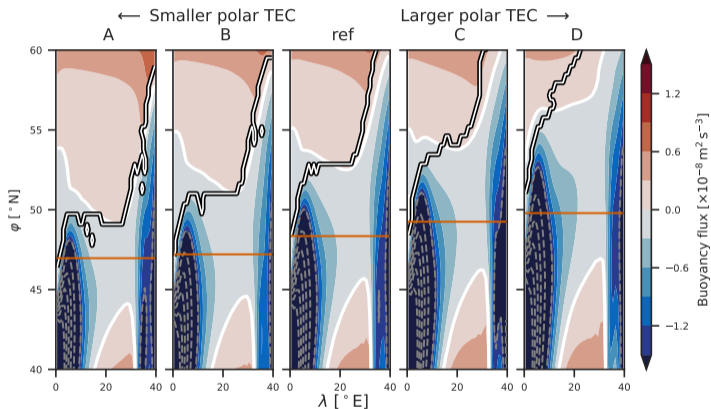 ⟵ Smaller polar TEC Larger polar TEC ⟶
A B ref C D
60
55
50
45
40
φ [°N]
0 20 40 0 20 40 0 20 40 0 20 40 0 20 40
λ [°E]
1.2
0.6
0.0
−0.6
−1.2
Buoyancy flux [×10⁻⁸ m² s⁻³]